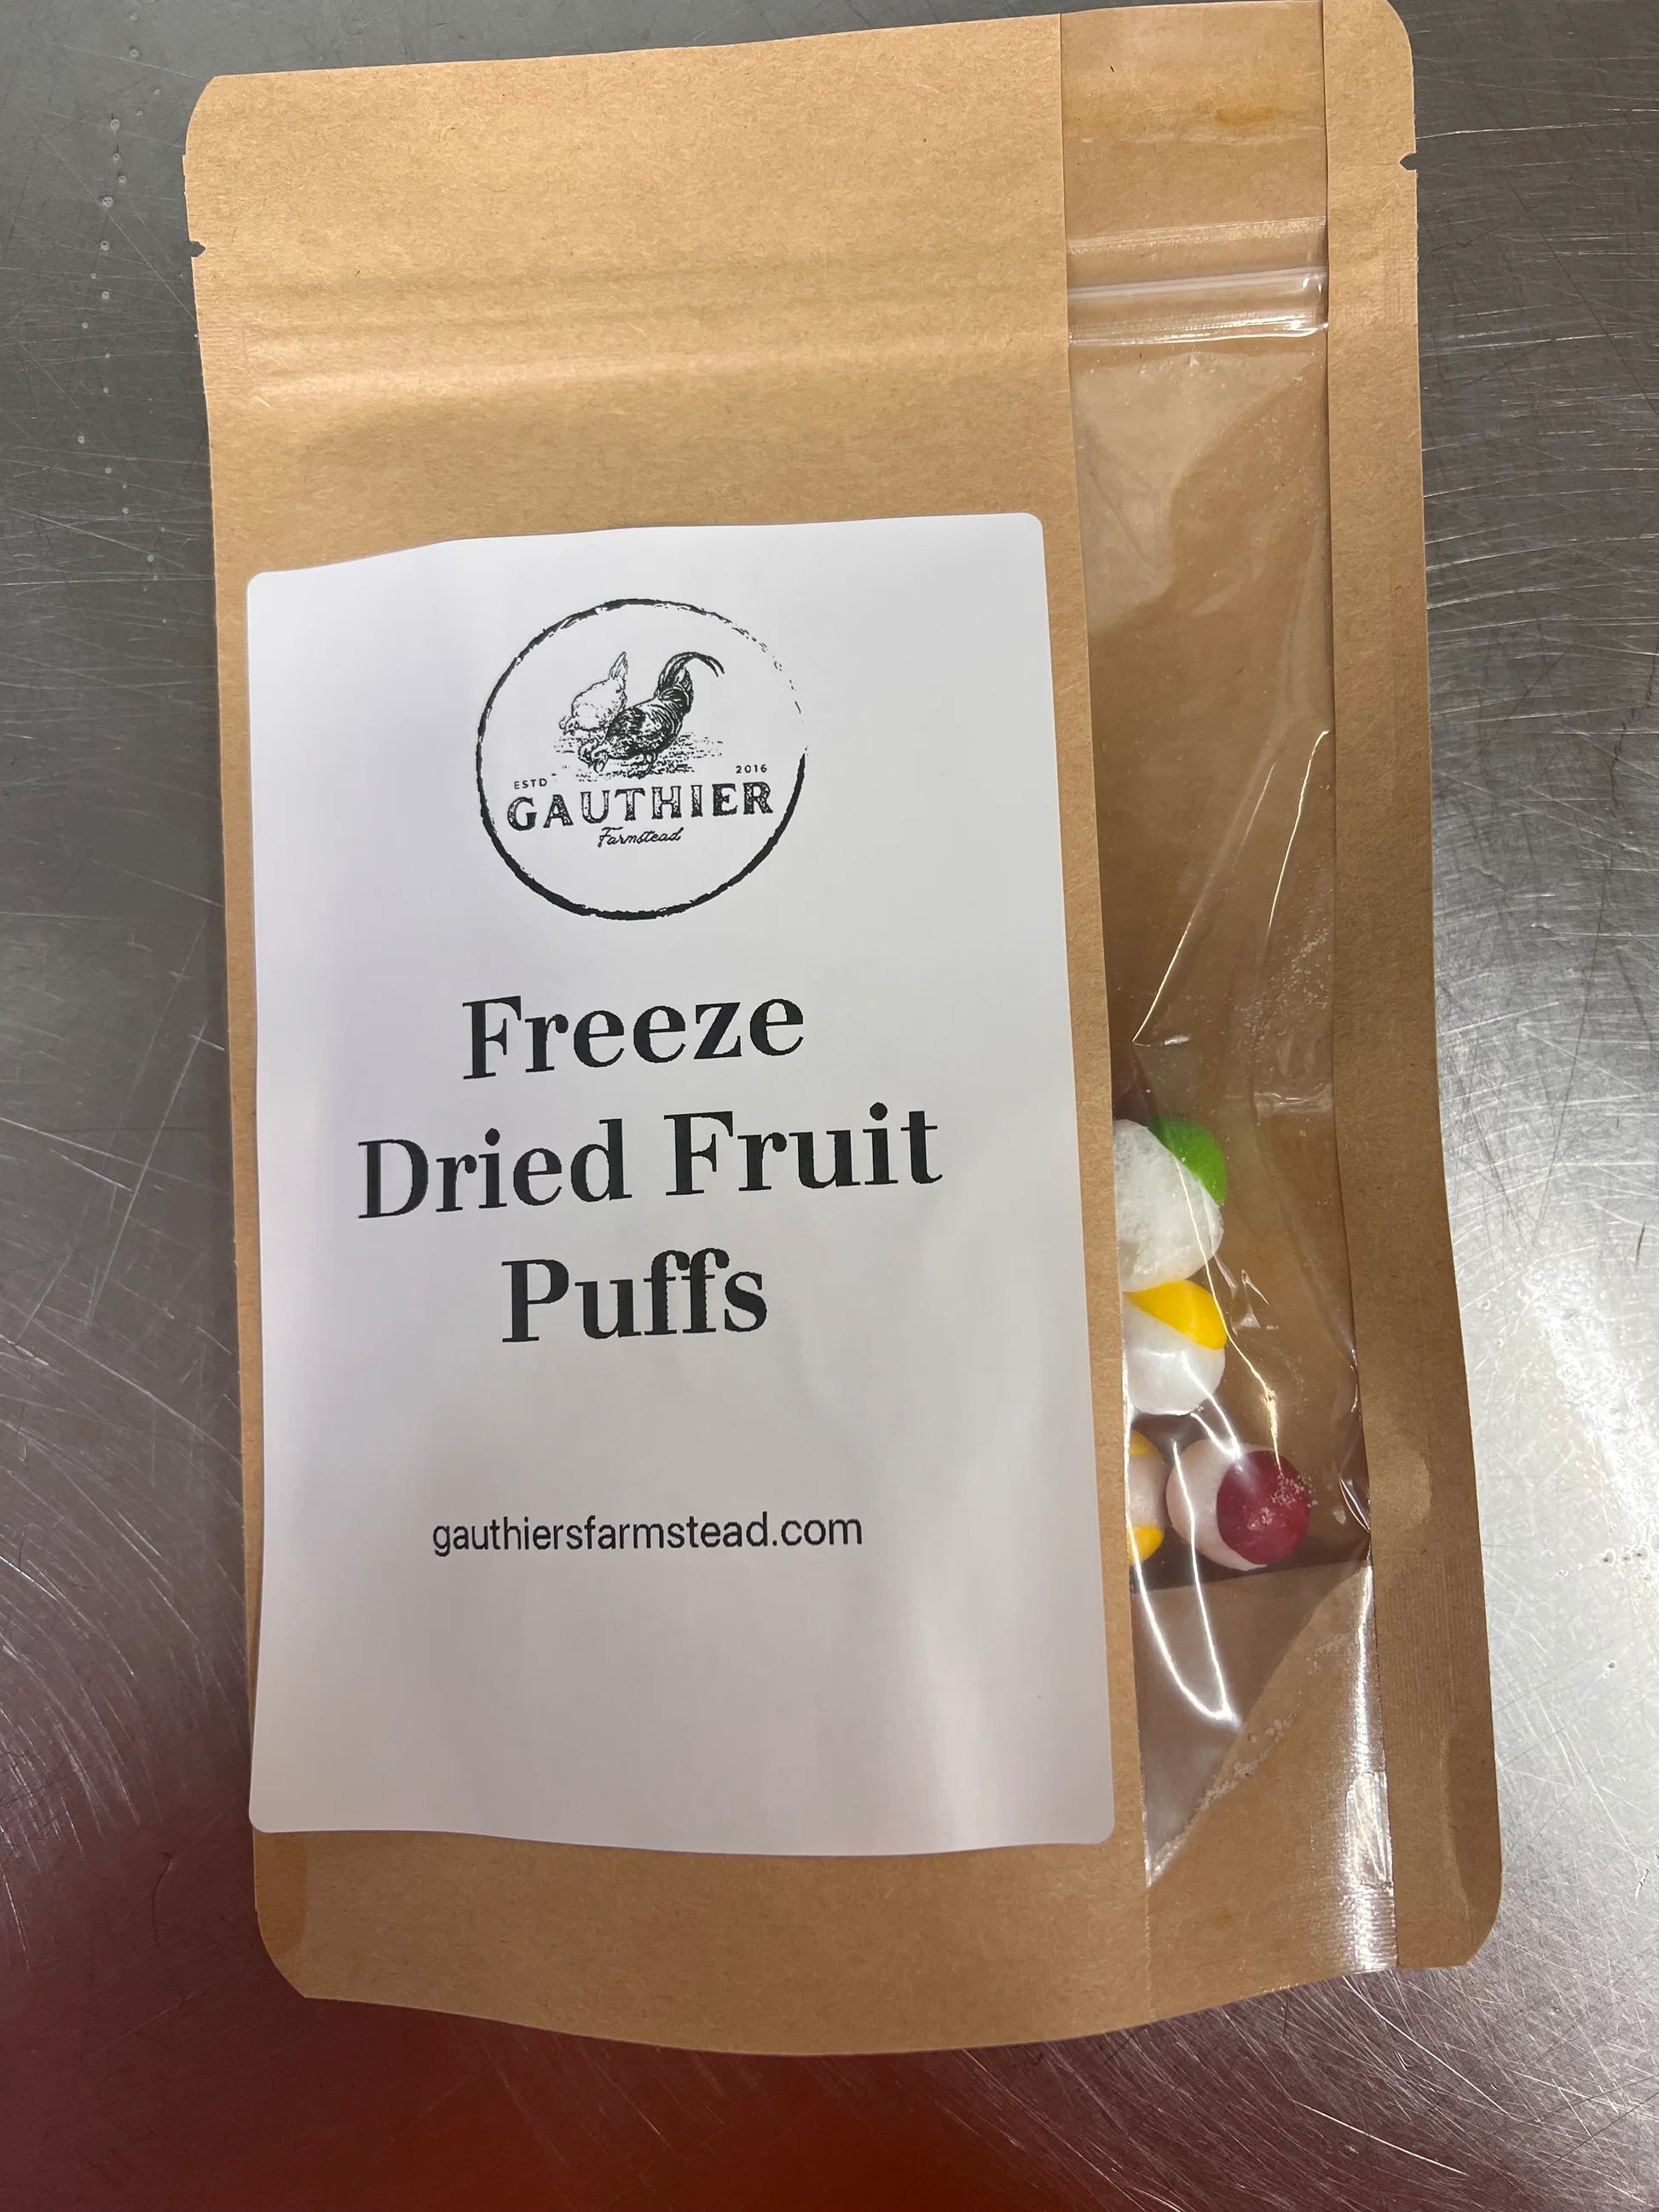 ESTD 2016
GAUTHIER
Farmstead
Freeze
Dried Fruit
Puffs
gauthiersfarmstead.com